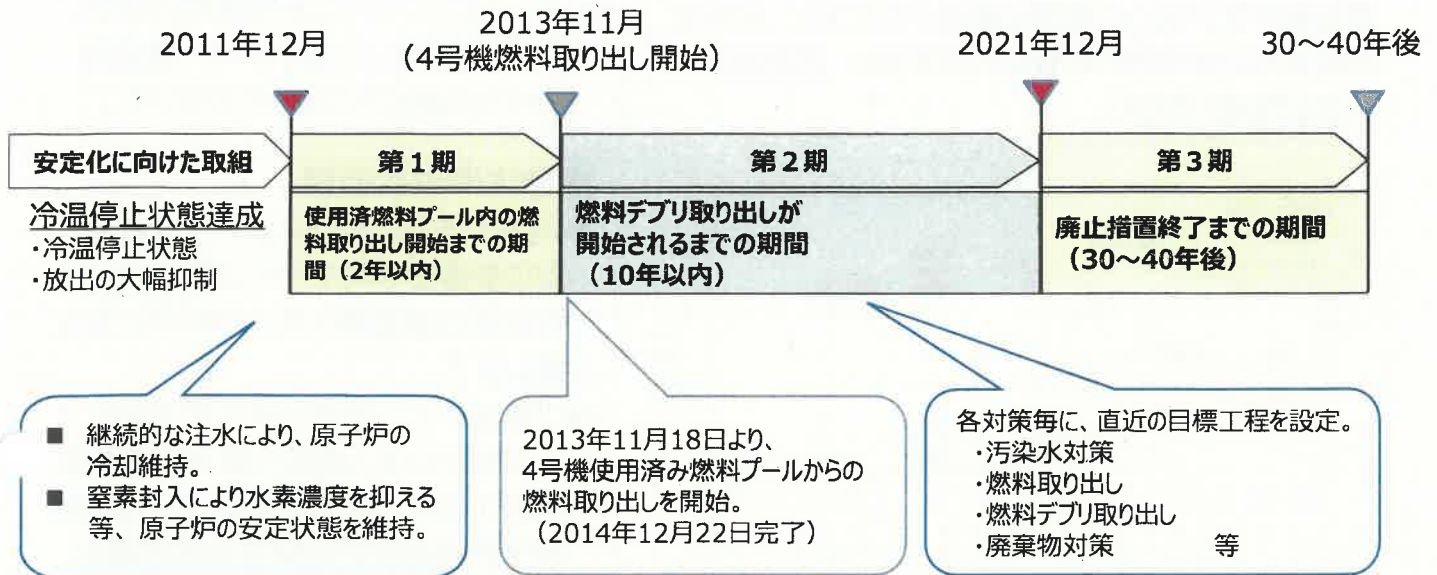 2011年12月
2013年11月
（4号機燃料取り出し開始）
2021年12月
30～40年後
安定化に向けた取組
第１期
第２期
第３期
冷温停止状態達成
・冷温停止状態
・放出の大幅抑制
使用済燃料プール内の燃
料取り出し開始までの期
間（2年以内）
燃料デブリ取り出しが
開始されるまでの期間
（10年以内）
廃止措置終了までの期間
（30～40年後）
■ 継続的な注水により、原子炉の
冷却維持。
■ 窒素封入により水素濃度を抑える
等、原子炉の安定状態を維持。
2013年11月18日より、
4号機使用済み燃料プールからの
燃料取り出しを開始。
（2014年12月22日完了）
各対策毎に、直近の目標工程を設定。
・汚染水対策
・燃料取り出し
・燃料デブリ取り出し
・廃棄物対策　　　等